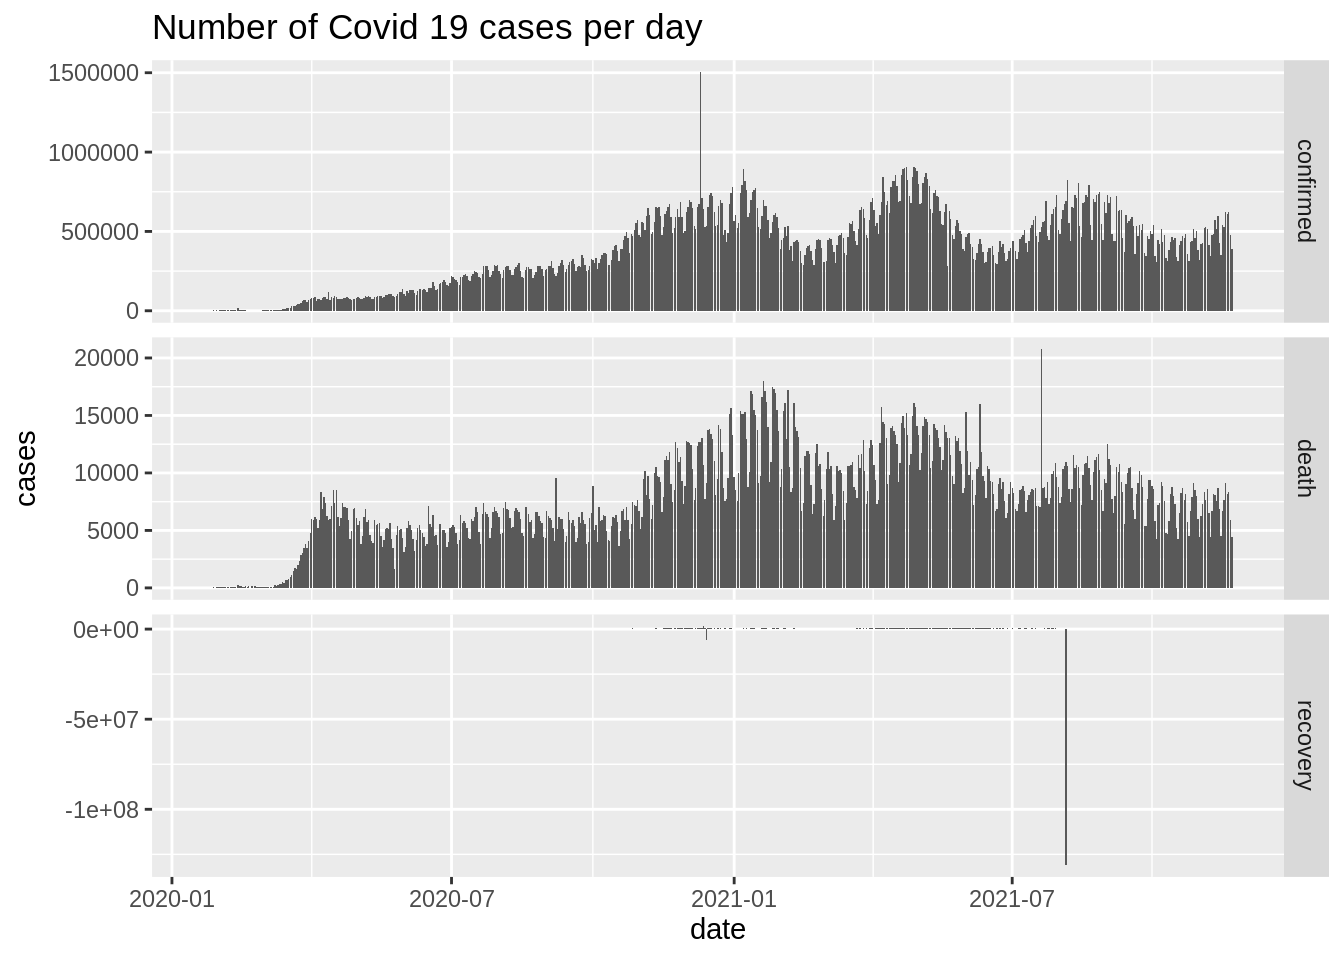 Number of Covid 19 cases per day
1500000
1000000
500000
0
confirmed
20000
15000
10000
5000
0
death
0e+00
-5e+07
-1e+08
recovery
cases
2020-01 2020-07 2021-01 2021-07
date